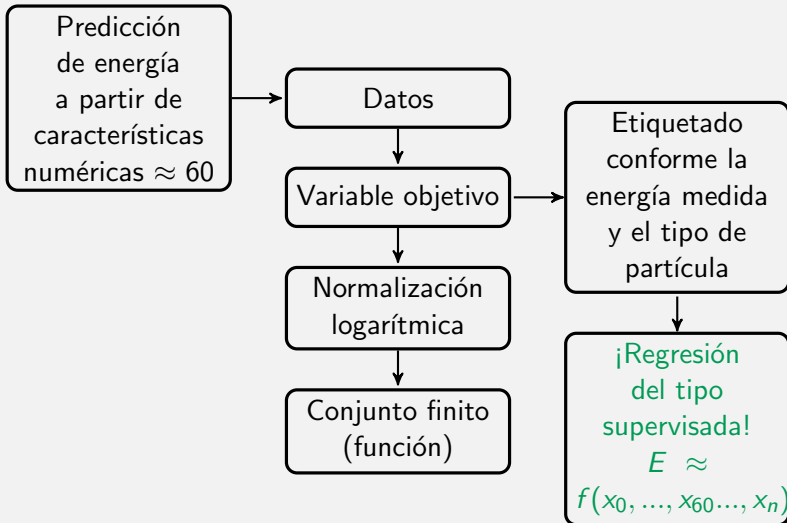 Predicción
de energía
a partir de
características
numéricas ≈ 60
Datos
Variable objetivo
Normalización
logarítmica
Conjunto finito
(función)
Etiquetado
conforme la
energía medida
y el tipo de
partícula
¡Regresión
del tipo
supervisada!
E ≈
f(x₀, ..., x₆₀..., xₙ)